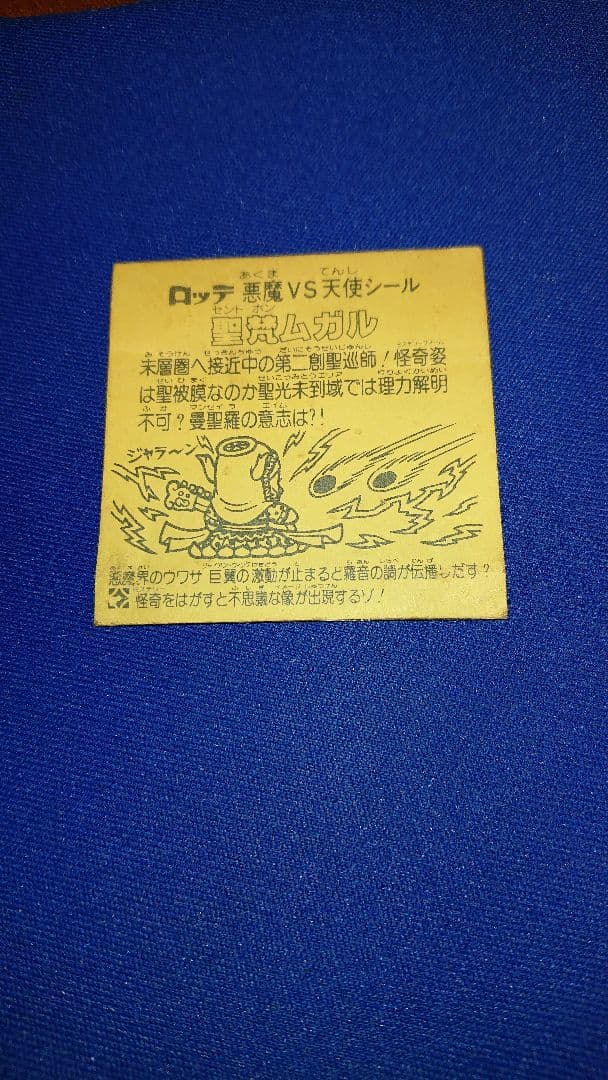 ロッテ 悪魔VS天使シール
セント ボン
聖梵ムガル
未層圏へ接近中の第二創聖巡師！怪奇姿
は聖被膜なのか聖光未到域では理力解明
不可？曼聖羅の意志は?!
ジャラ〜ン
悪魔界のウワサ 巨翼の激動が止まると羅音の調が伝播しだす？
怪奇をはがすと不思議な像が出現するゾ！